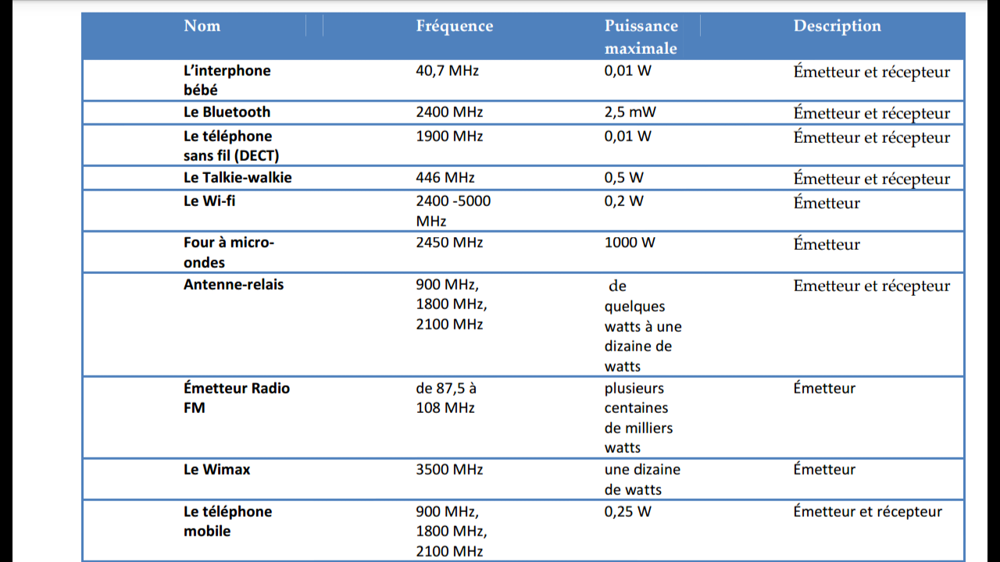 Nom Fréquence Puissance maximale Description
L’interphone bébé 40,7 MHz 0,01 W Émetteur et récepteur
Le Bluetooth 2400 MHz 2,5 mW Émetteur et récepteur
Le téléphone sans fil (DECT) 1900 MHz 0,01 W Émetteur et récepteur
Le Talkie-walkie 446 MHz 0,5 W Émetteur et récepteur
Le Wi-fi 2400 -5000 MHz 0,2 W Émetteur
Four à micro-ondes 2450 MHz 1000 W Émetteur
Antenne-relais 900 MHz, 1800 MHz, 2100 MHz de quelques watts à une dizaine de watts Emetteur et récepteur
Émetteur Radio FM de 87,5 à 108 MHz plusieurs centaines de milliers watts Émetteur
Le Wimax 3500 MHz une dizaine de watts Émetteur
Le téléphone mobile 900 MHz, 1800 MHz, 2100 MHz 0,25 W Émetteur et récepteur